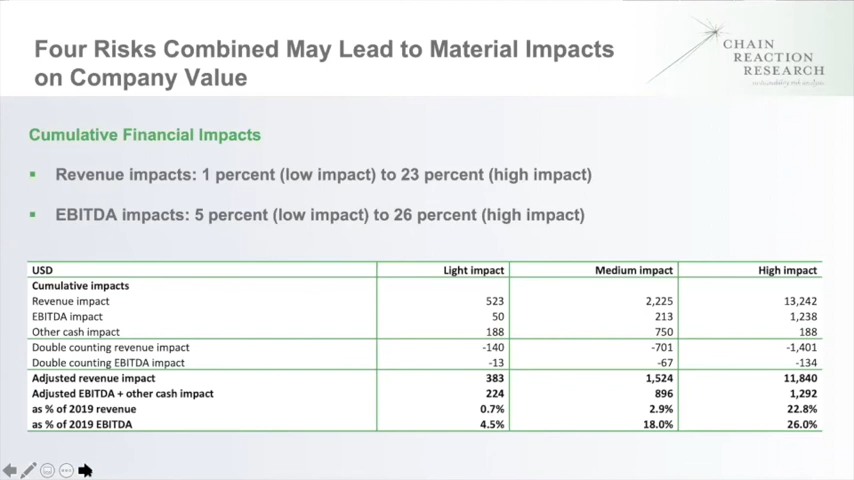 Four Risks Combined May Lead to Material Impacts
on Company Value
CHAIN
REACTION
RESEARCH
Cumulative Financial Impacts
▪ Revenue impacts: 1 percent (low impact) to 23 percent (high impact)
▪ EBITDA impacts: 5 percent (low impact) to 26 percent (high impact)
USD Light impact Medium impact High impact
Cumulative impacts
Revenue impact 523 2,225 13,242
EBITDA impact 50 213 1,238
Other cash impact 188 750 188
Double counting revenue impact -140 -701 -1,401
Double counting EBITDA impact -13 -67 -134
Adjusted revenue impact 383 1,524 11,840
Adjusted EBITDA + other cash impact 224 896 1,292
as % of 2019 revenue 0.7% 2.9% 22.8%
as % of 2019 EBITDA 4.5% 18.0% 26.0%